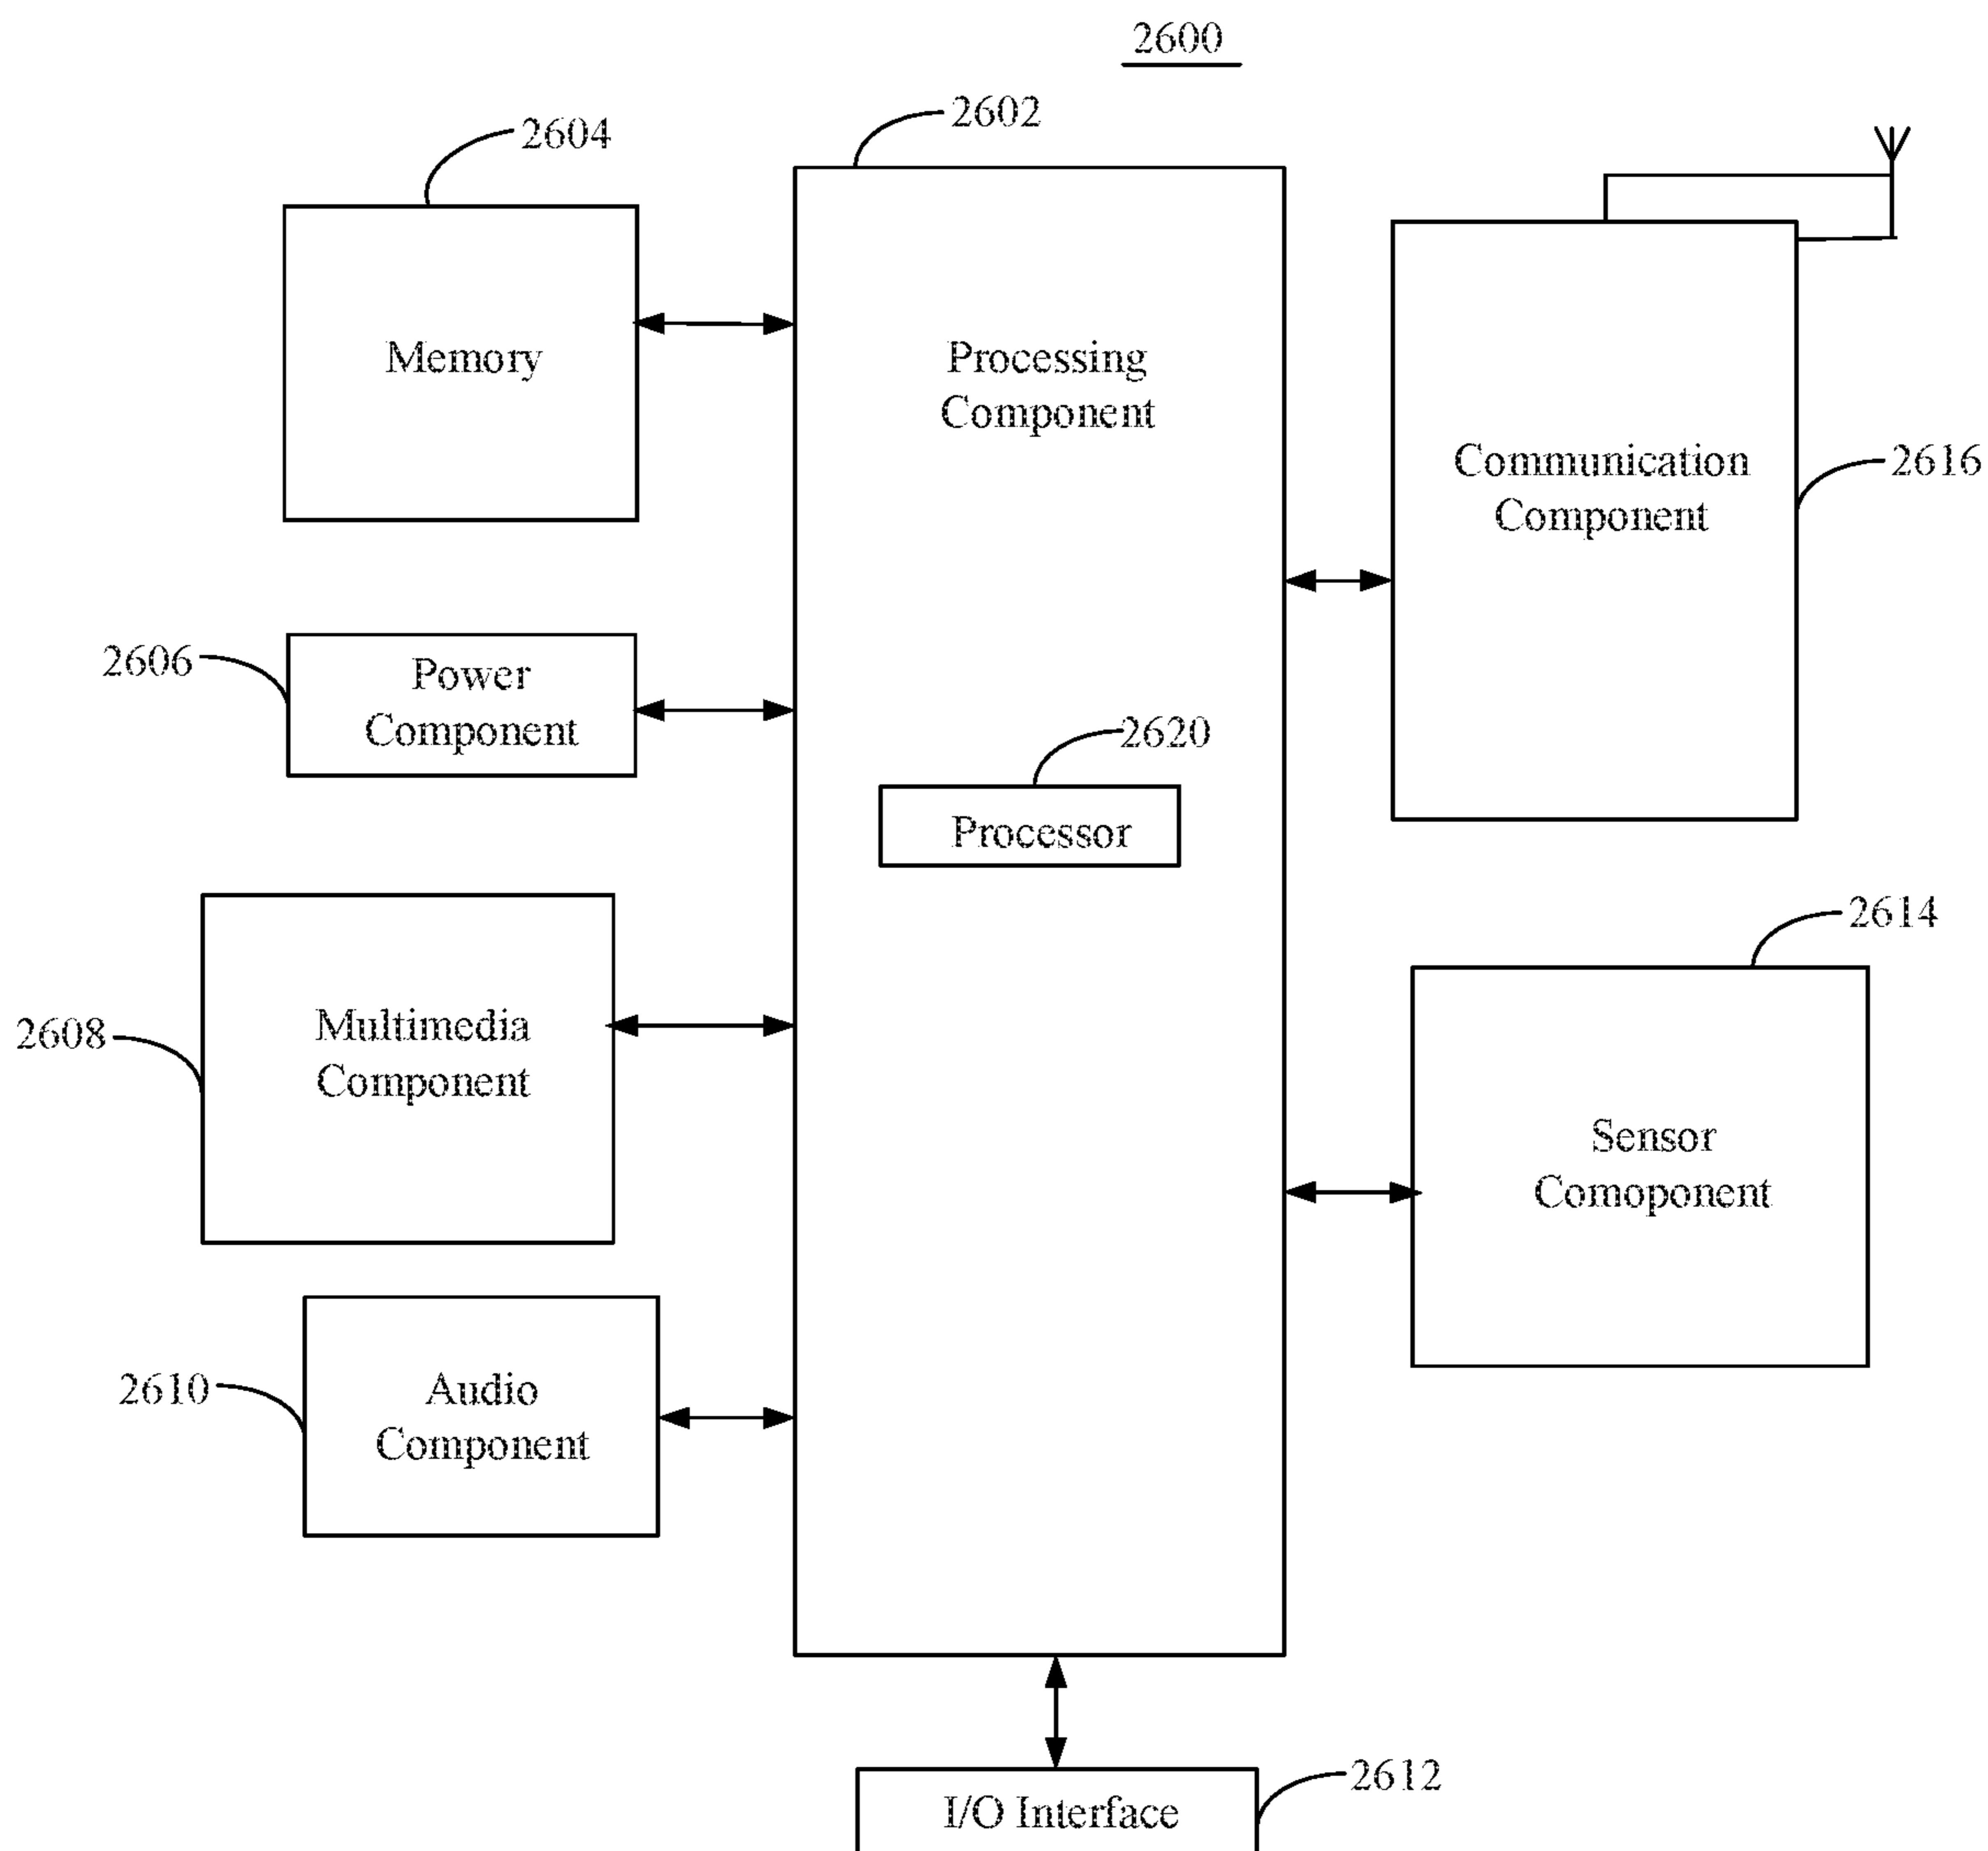 2600
2602
2604
Memory
Processing
Component
Communication
Component
2616
2606
Power
Component
2620
Processor
2614
2608
Multimedia
Component
Sensor
Comoponent
2610
Audio
Component
2612
I/O Interface